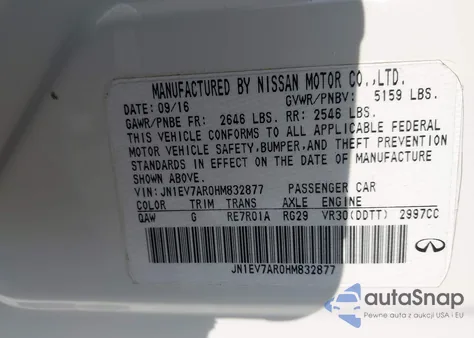 MANUFACTURED BY NISSAN MOTOR CO.,LTD.
DATE: 09/16 GVWR/PNBV: 5159 LBS.
GAWR/PNBE FR: 2646 LBS. RR: 2546 LBS.
THIS VEHICLE CONFORMS TO ALL APPLICABLE FEDERAL
MOTOR VEHICLE SAFETY,BUMPER,AND THEFT PREVENTION
STANDARDS IN EFFECT ON THE DATE OF MANUFACTURE
SHOWN ABOVE.
VIN: JN1EV7AR0HM832877 PASSENGER CAR
COLOR TRIM TRANS AXLE ENGINE
QAW G RE7R01A RG29 VR30(DDTT) 2997CC
JN1EV7AR0HM832877
INFINITI
autoSnap
Pewne auta z USA i EU